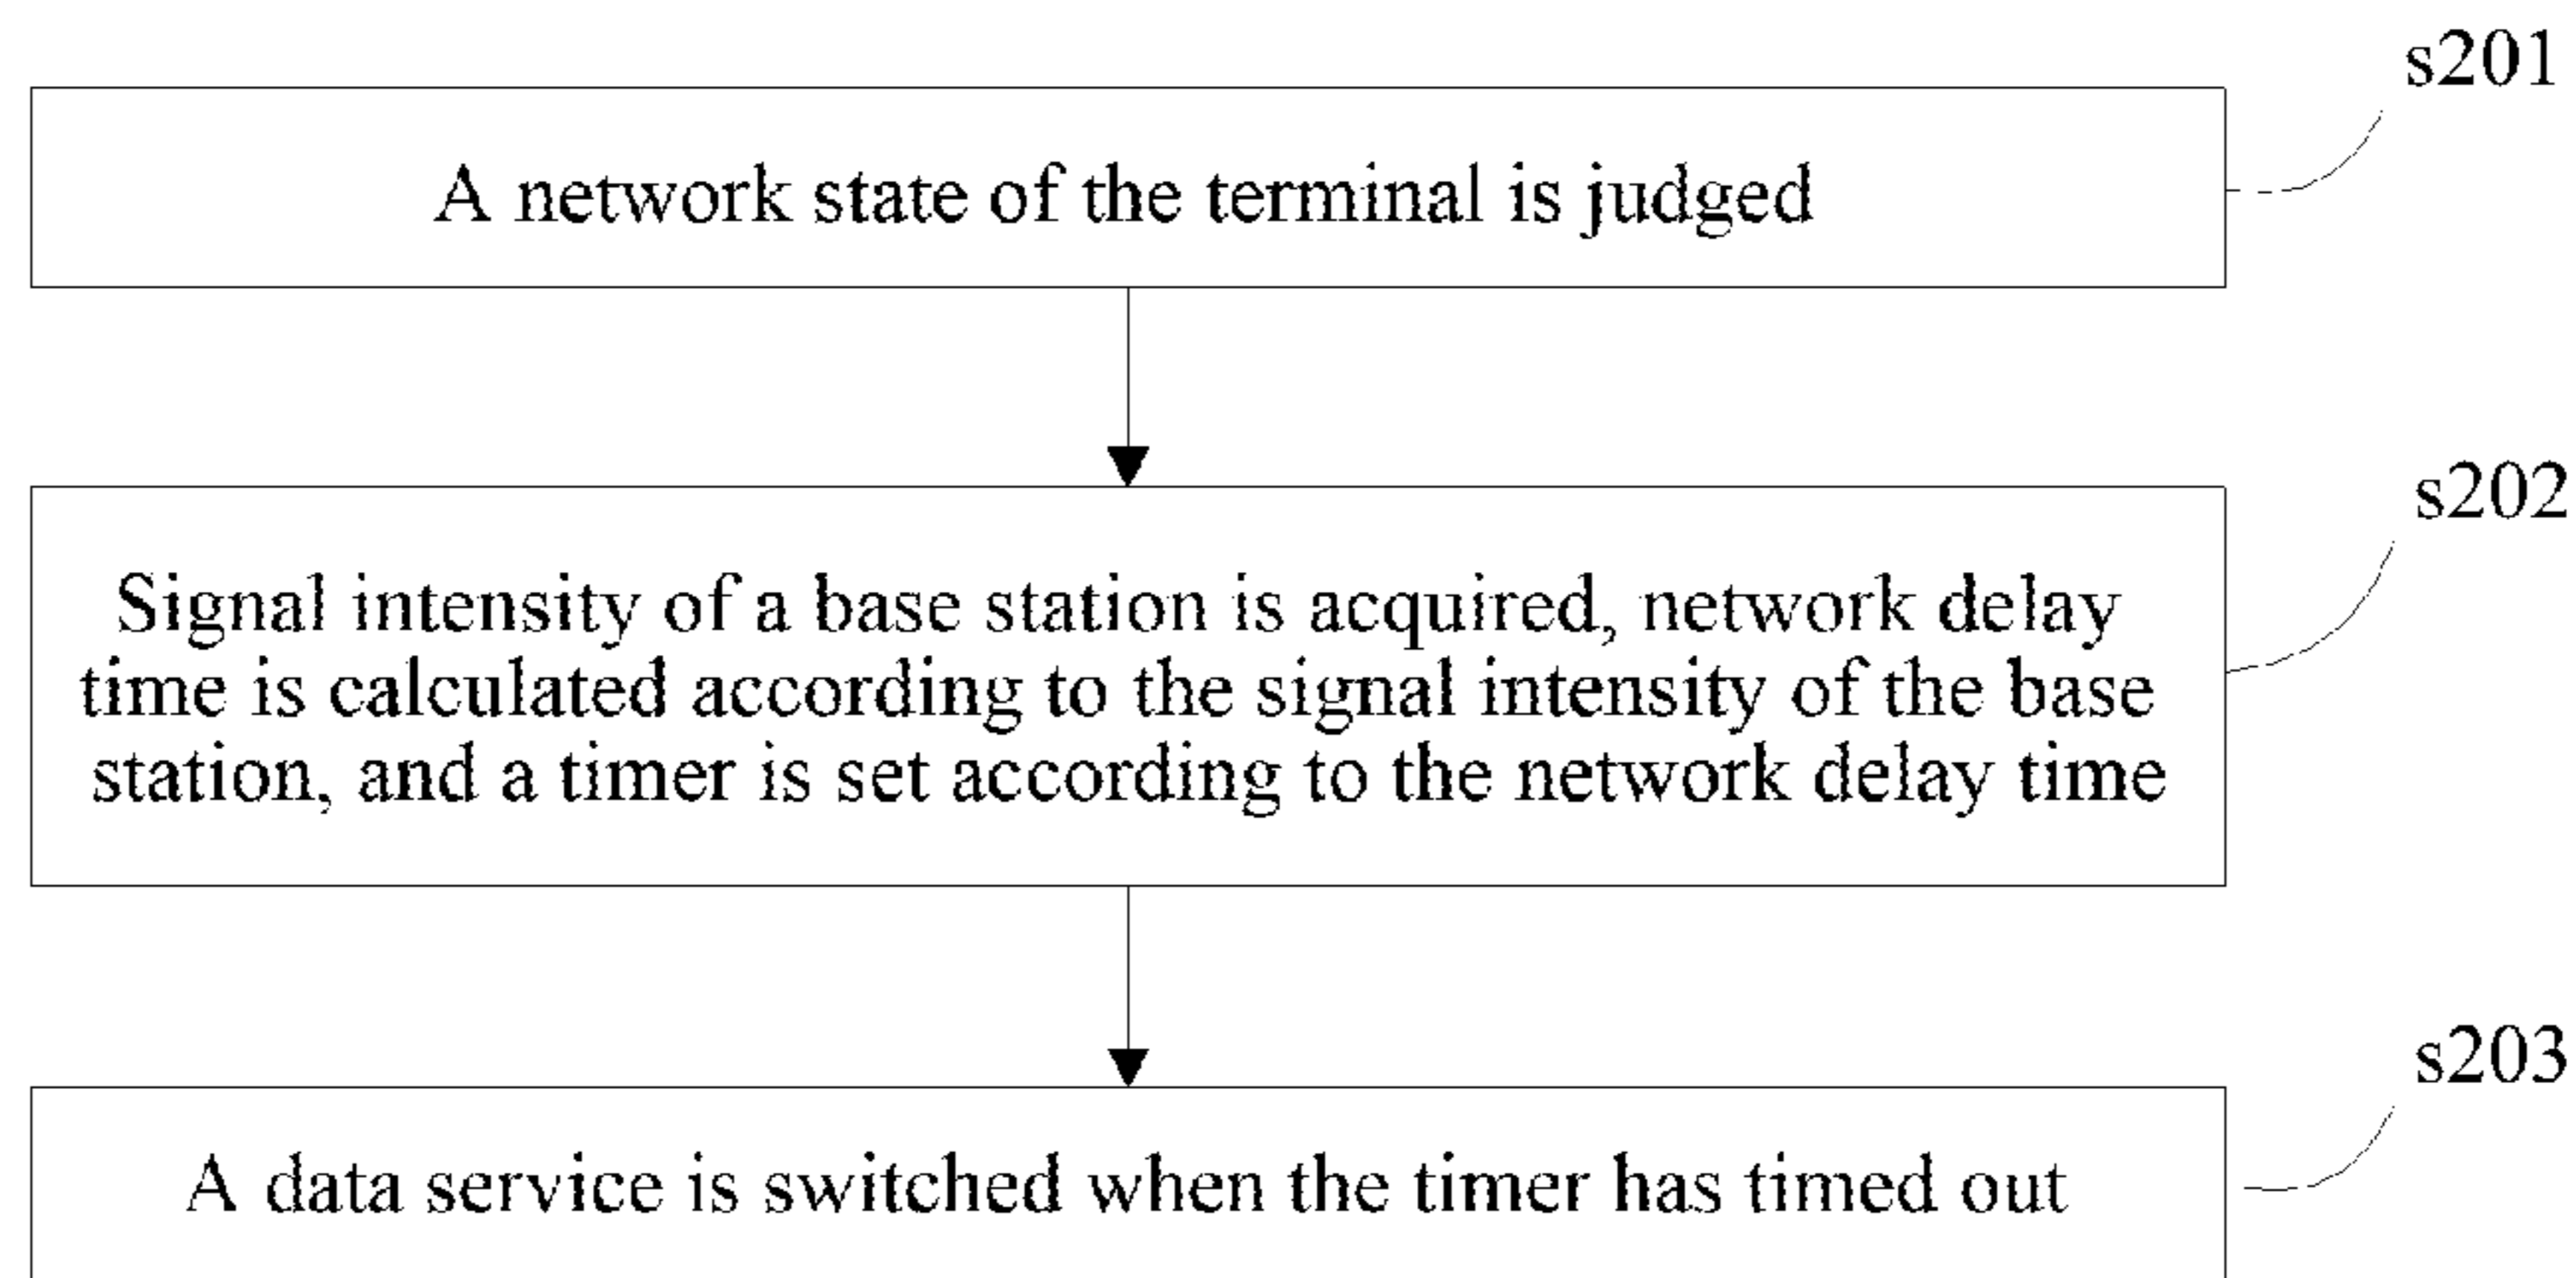 s201
A network state of the terminal is judged
s202
Signal intensity of a base station is acquired, network delay
time is calculated according to the signal intensity of the base
station, and a timer is set according to the network delay time
s203
A data service is switched when the timer has timed out